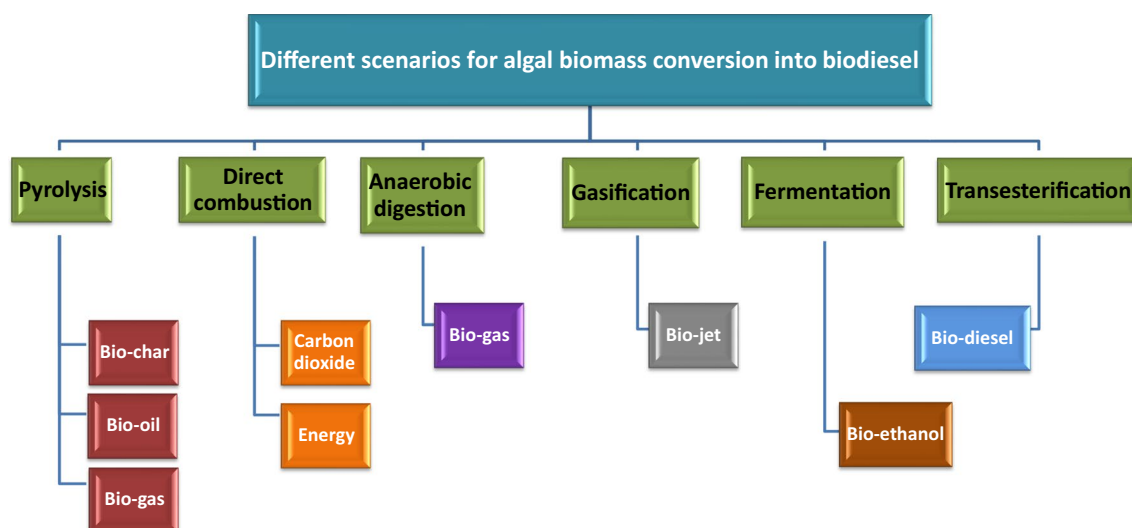 Different scenarios for algal biomass conversion into biodiesel
Pyrolysis
Direct
combustion
Anaerobic
digestion
Gasification
Fermentation
Transesterification
Bio-char
Bio-oil
Bio-gas
Carbon
dioxide
Energy
Bio-gas
Bio-jet
Bio-ethanol
Bio-diesel